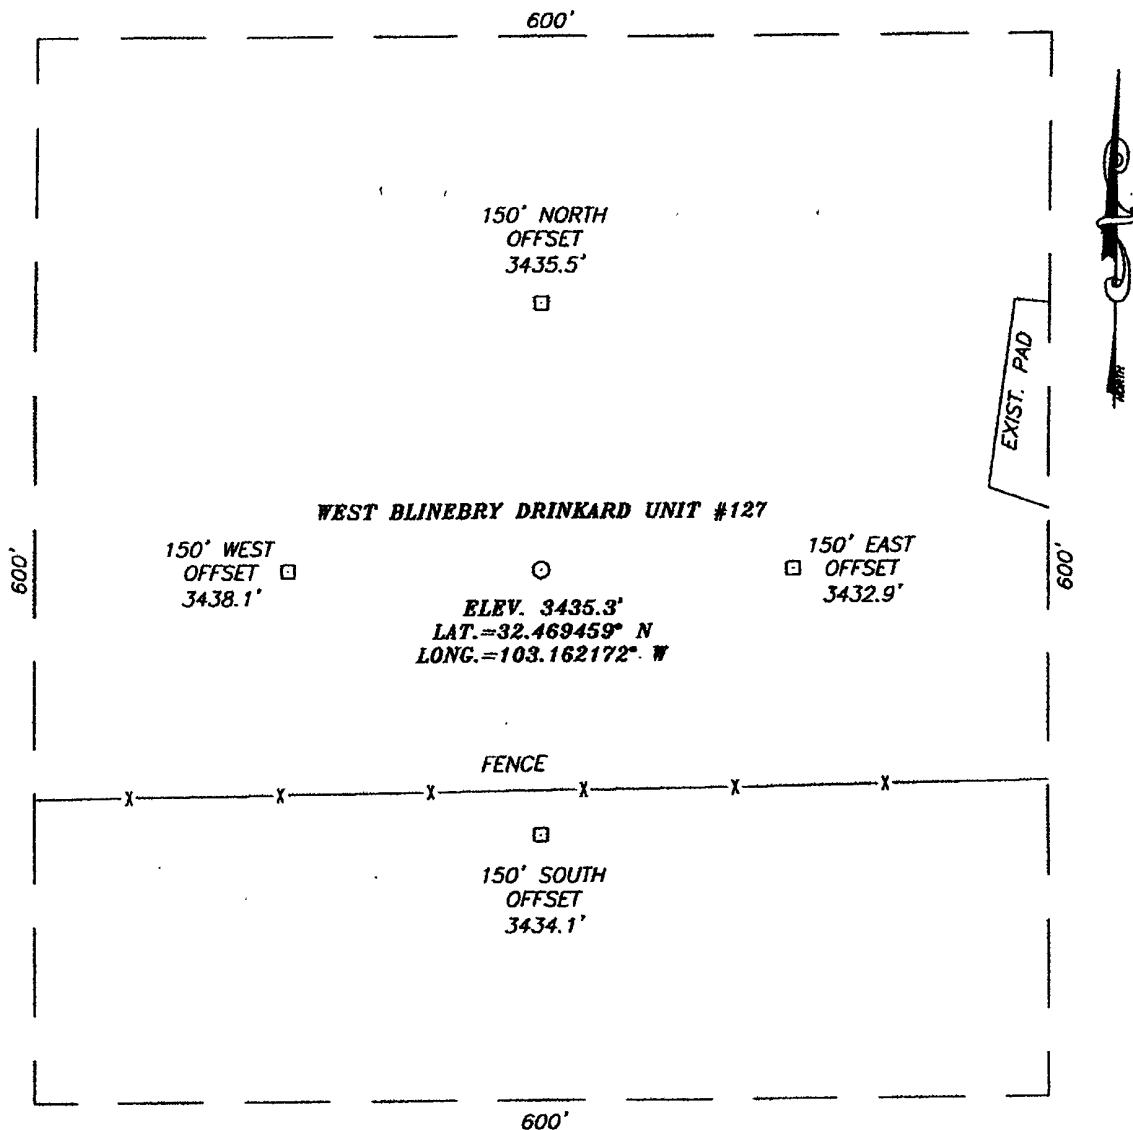 600'
150' NORTH
OFFSET
3435.5'
NORTH
EXIST. PAD
WEST BLINEBRY DRINKARD UNIT #127
600'
150' WEST
OFFSET
3438.1'
150' EAST
OFFSET
3432.9'
600'
ELEV. 3435.3'
LAT.=32.469459° N
LONG.=103.162172° W
FENCE
X X X X X X
150' SOUTH
OFFSET
3434.1'
600'